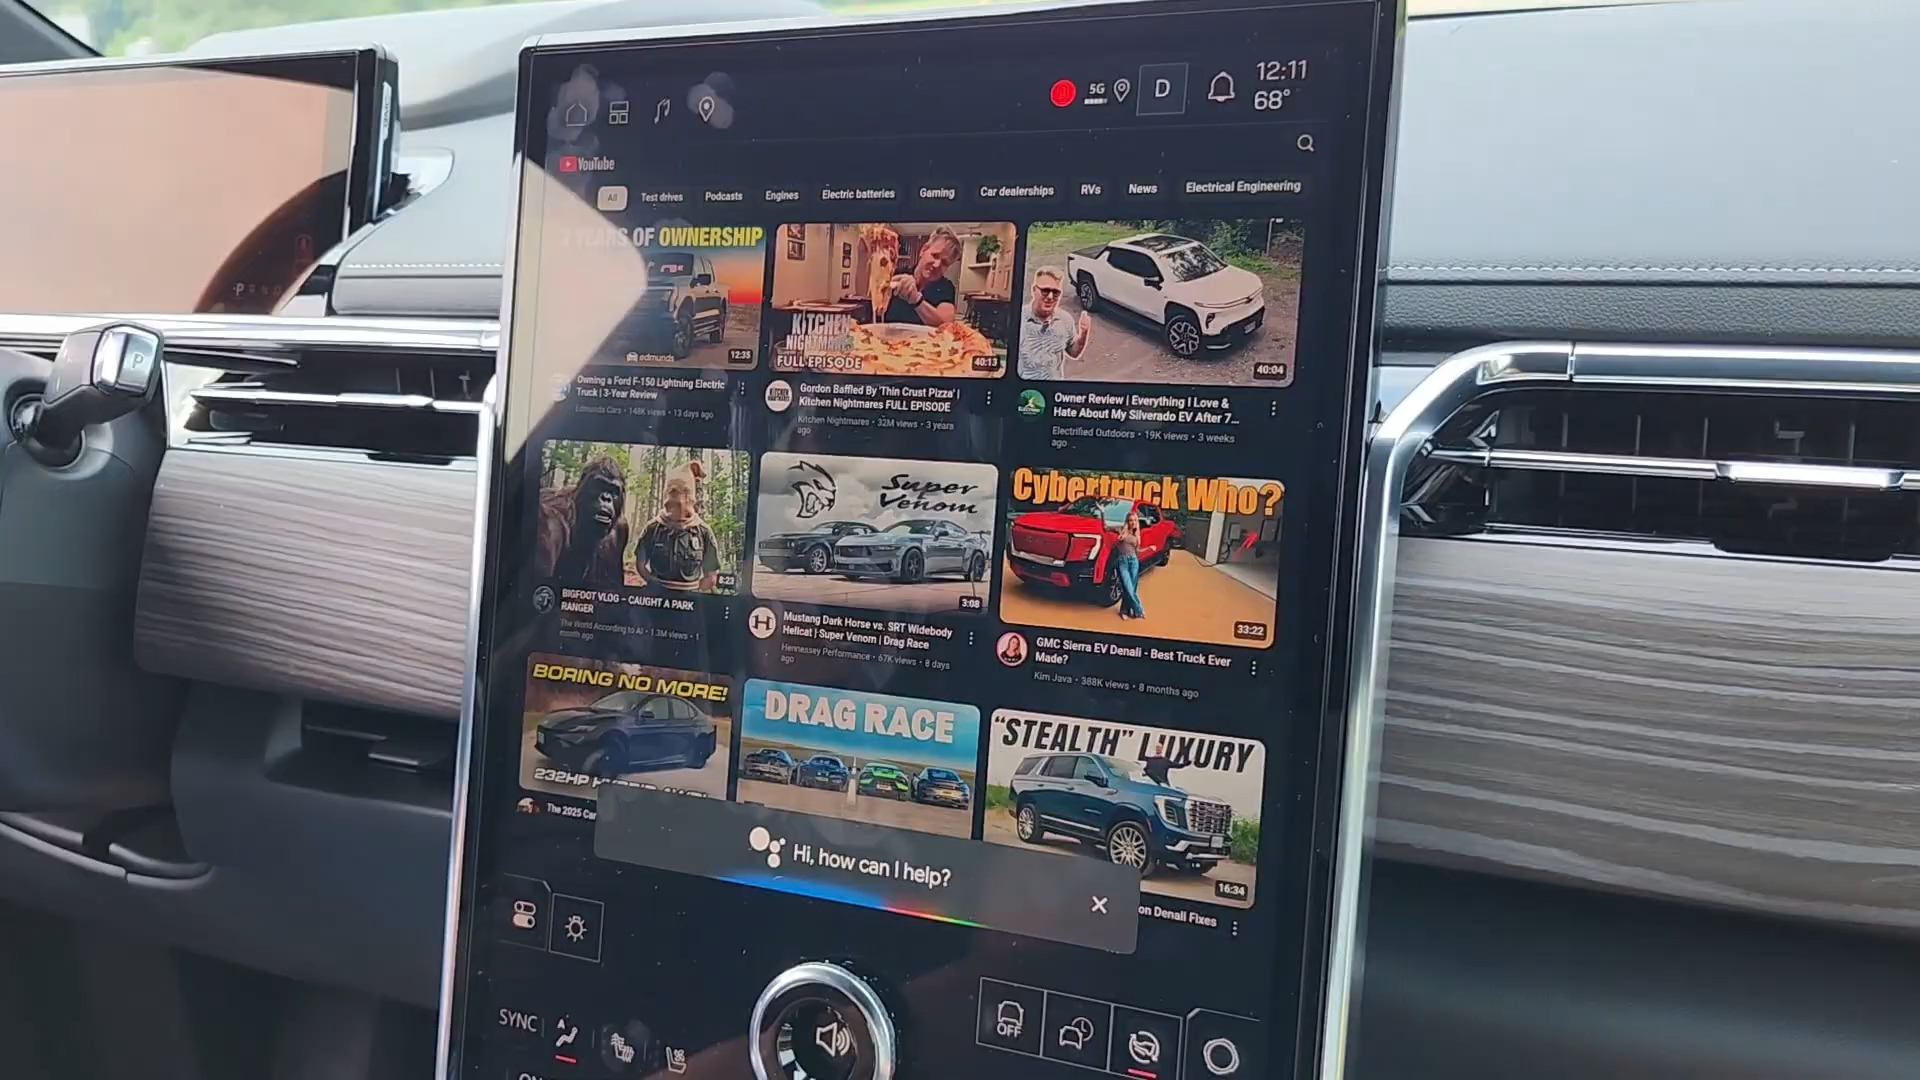 5G
D
12:11
68°
YouTube
All
Test drives
Podcasts
Engines
Electric batteries
Gaming
Car dealerships
RVs
News
Electrical Engineering
YEARS OF OWNERSHIP
edmunds
12:35
Owning a Ford F-150 Lightning Electric
Truck | 3-Year Review
Edmunds Cars • 148K views • 13 days ago
KITCHEN
NIGHTMARES
FULL EPISODE
40:13
Gordon Baffled By 'Thin Crust Pizza' |
Kitchen Nightmares FULL EPISODE
Kitchen Nightmares • 32M views • 3 years
ago
40:04
Owner Review | Everything I Love &
Hate About My Silverado EV After 7...
Electrified Outdoors • 19K views • 3 weeks
ago
8:23
BIGFOOT VLOG – CAUGHT A PARK
RANGER
The World According to AI • 1.3M views • 1
month ago
Super
Venom
3:08
H
Mustang Dark Horse vs. SRT Widebody
Hellcat | Super Venom | Drag Race
Hennessey Performance • 67K views • 8 days
ago
Cybertruck Who?
33:22
GMC Sierra EV Denali - Best Truck Ever
Made?
Kim Java • 388K views • 8 months ago
BORING NO MORE!
232HP
The 2025
DRAG RACE
"STEALTH" LUXURY
16:34
on Denali Fixes
Hi, how can I help?
P
SYNC
A
OFF